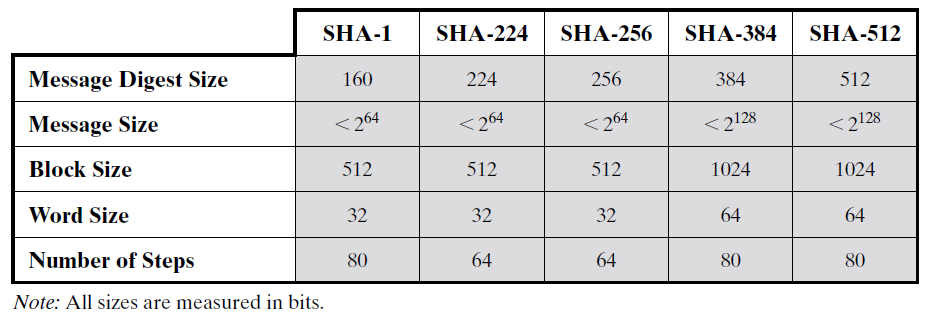 SHA-1 SHA-224 SHA-256 SHA-384 SHA-512
Message Digest Size 160 224 256 384 512
Message Size < 2^64 < 2^64 < 2^64 < 2^128 < 2^128
Block Size 512 512 512 1024 1024
Word Size 32 32 32 64 64
Number of Steps 80 64 64 80 80
Note: All sizes are measured in bits.